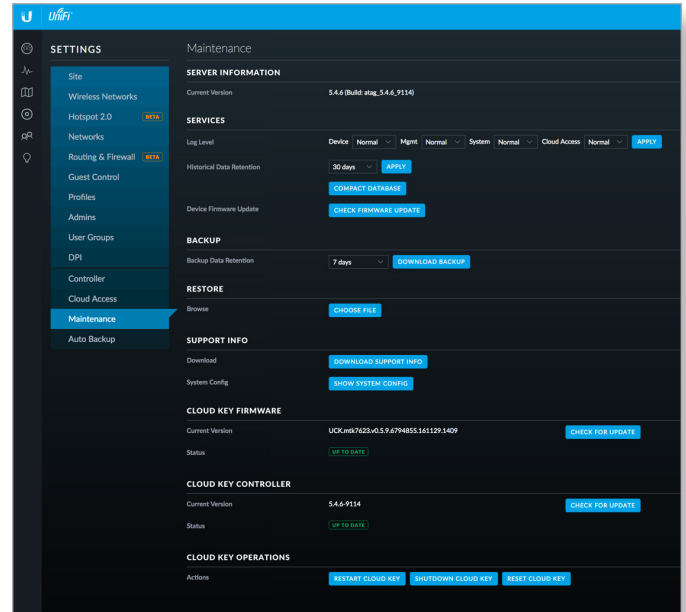 UniFi
SETTINGS
Site
Wireless Networks
Hotspot 2.0 BETA
Networks
Routing & Firewall BETA
Guest Control
Profiles
Admins
User Groups
DPI
Controller
Cloud Access
Maintenance
Auto Backup
Maintenance
SERVER INFORMATION
Current Version 5.4.6 (Build: atag_5.4.6_9114)
SERVICES
Log Level Device Normal Mgmt Normal System Normal Cloud Access Normal APPLY
Historical Data Retention 30 days APPLY
COMPACT DATABASE
Device Firmware Update CHECK FIRMWARE UPDATE
BACKUP
Backup Data Retention 7 days DOWNLOAD BACKUP
RESTORE
Browse CHOOSE FILE
SUPPORT INFO
Download DOWNLOAD SUPPORT INFO
System Config SHOW SYSTEM CONFIG
CLOUD KEY FIRMWARE
Current Version UCK.mtk7623.v0.5.9.6794855.161129.1409 CHECK FOR UPDATE
Status UP TO DATE
CLOUD KEY CONTROLLER
Current Version 5.4.6-9114 CHECK FOR UPDATE
Status UP TO DATE
CLOUD KEY OPERATIONS
Actions RESTART CLOUD KEY SHUTDOWN CLOUD KEY RESET CLOUD KEY